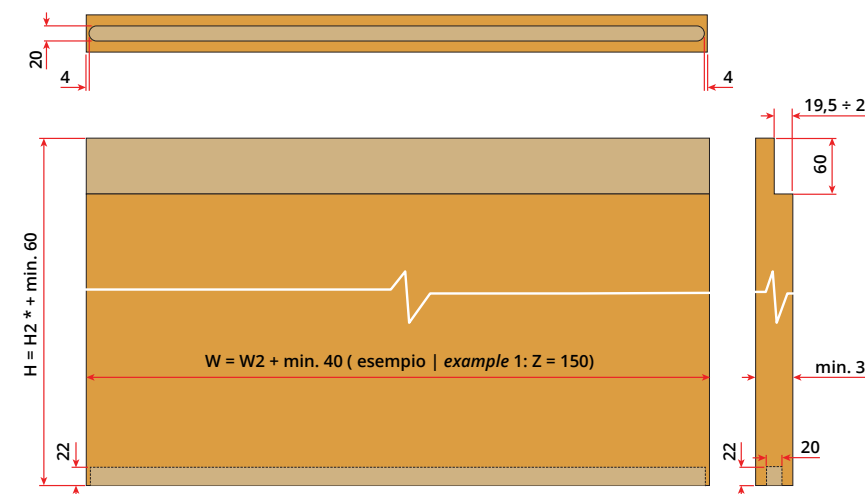 20
4
4
19,5 ÷ 2
60
H = H2 * + min. 60
W = W2 + min. 40 ( esempio | example 1: Z = 150)
min. 3
22
22
20